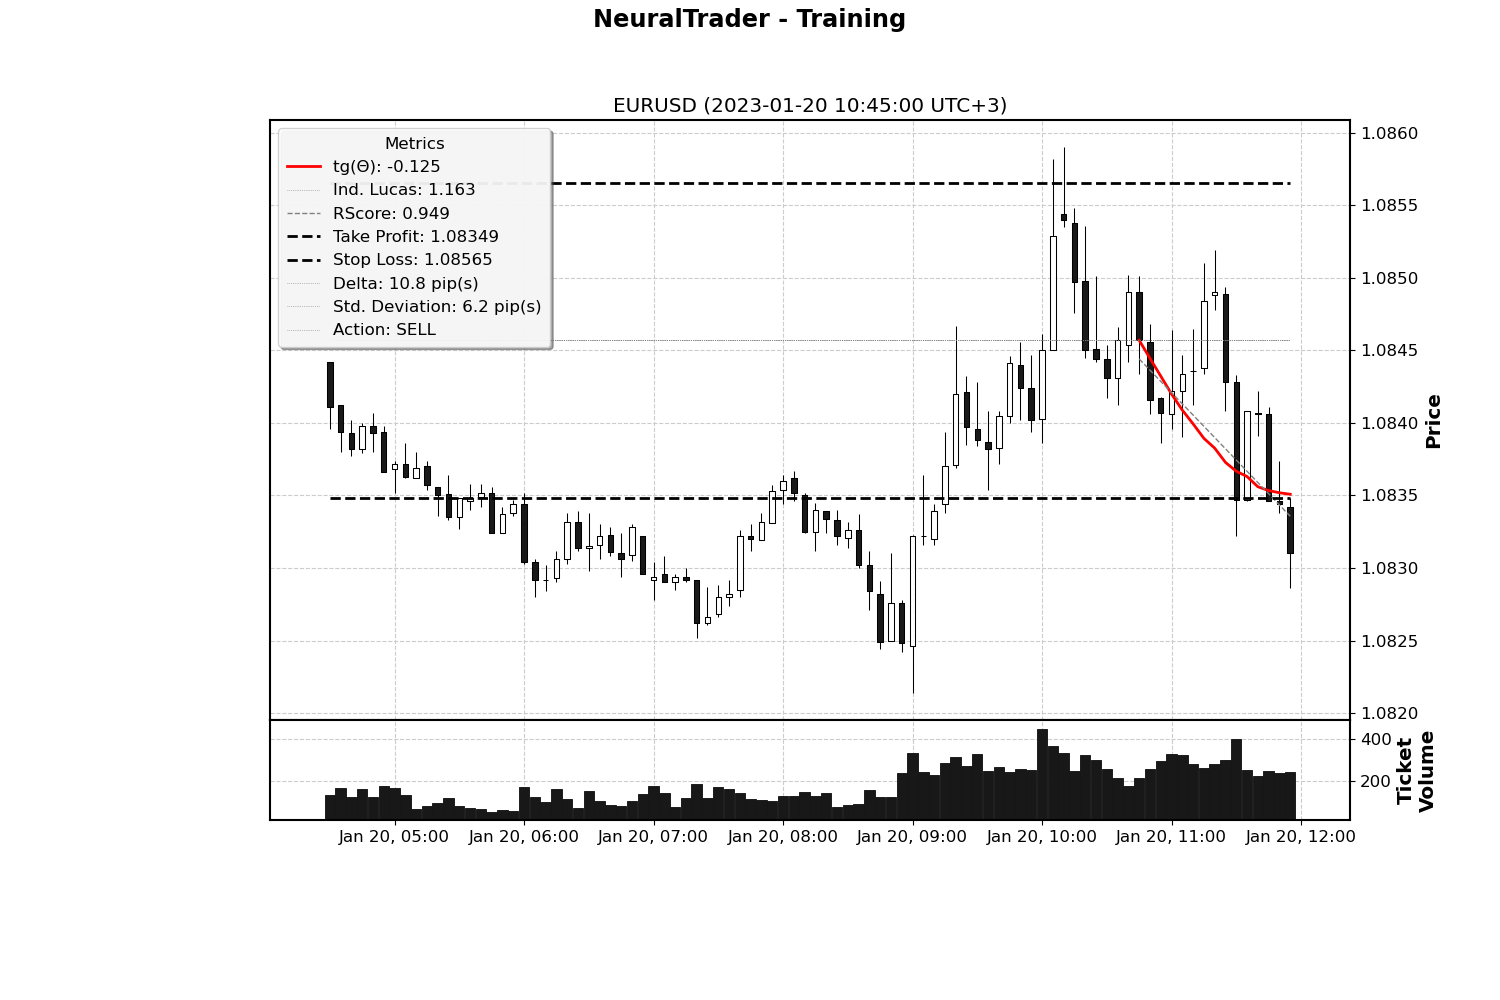 NeuralTrader - Training
EURUSD (2023-01-20 10:45:00 UTC+3)
Metrics
tg(Θ): -0.125
Ind. Lucas: 1.163
RScore: 0.949
Take Profit: 1.08349
Stop Loss: 1.08565
Delta: 10.8 pip(s)
Std. Deviation: 6.2 pip(s)
Action: SELL
1.0860
1.0855
1.0850
1.0845
1.0840
1.0835
1.0830
1.0825
1.0820
Price
400
200
Ticket
Volume
Jan 20, 05:00
Jan 20, 06:00
Jan 20, 07:00
Jan 20, 08:00
Jan 20, 09:00
Jan 20, 10:00
Jan 20, 11:00
Jan 20, 12:00